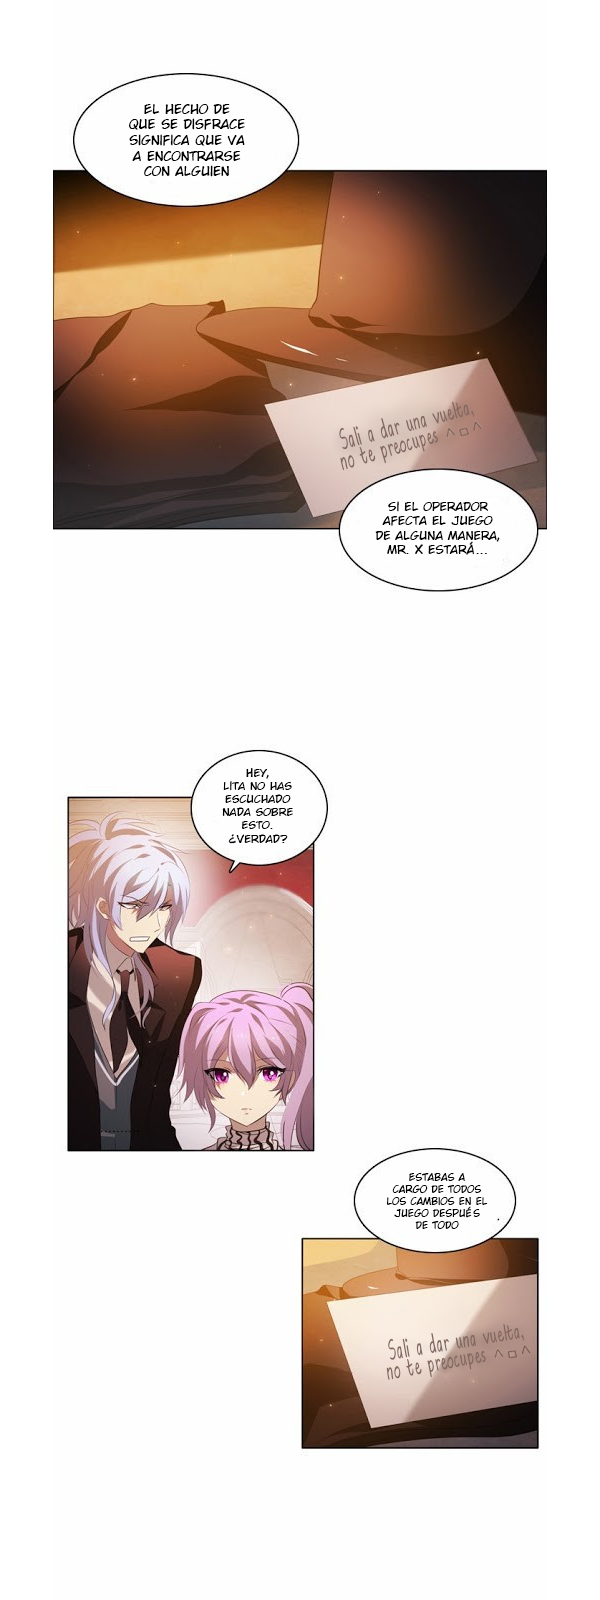 EL HECHO DE
QUE SE DISFRACE
SIGNIFICA QUE VA
A ENCONTRARSE
CON ALGUIEN
Sali a dar una vuelta,
no te preocupes ^□^
SI EL OPERADOR
AFECTA EL JUEGO
DE ALGUNA MANERA,
MR. X ESTARÁ...
HEY,
LITA NO HAS
ESCUCHADO
NADA SOBRE
ESTO.
¿VERDAD?
ESTABAS A
CARGO DE TODOS
LOS CAMBIOS EN EL
JUEGO DESPUÉS
DE TODO
Sali a dar una vuelta,
no te preocupes ^□^